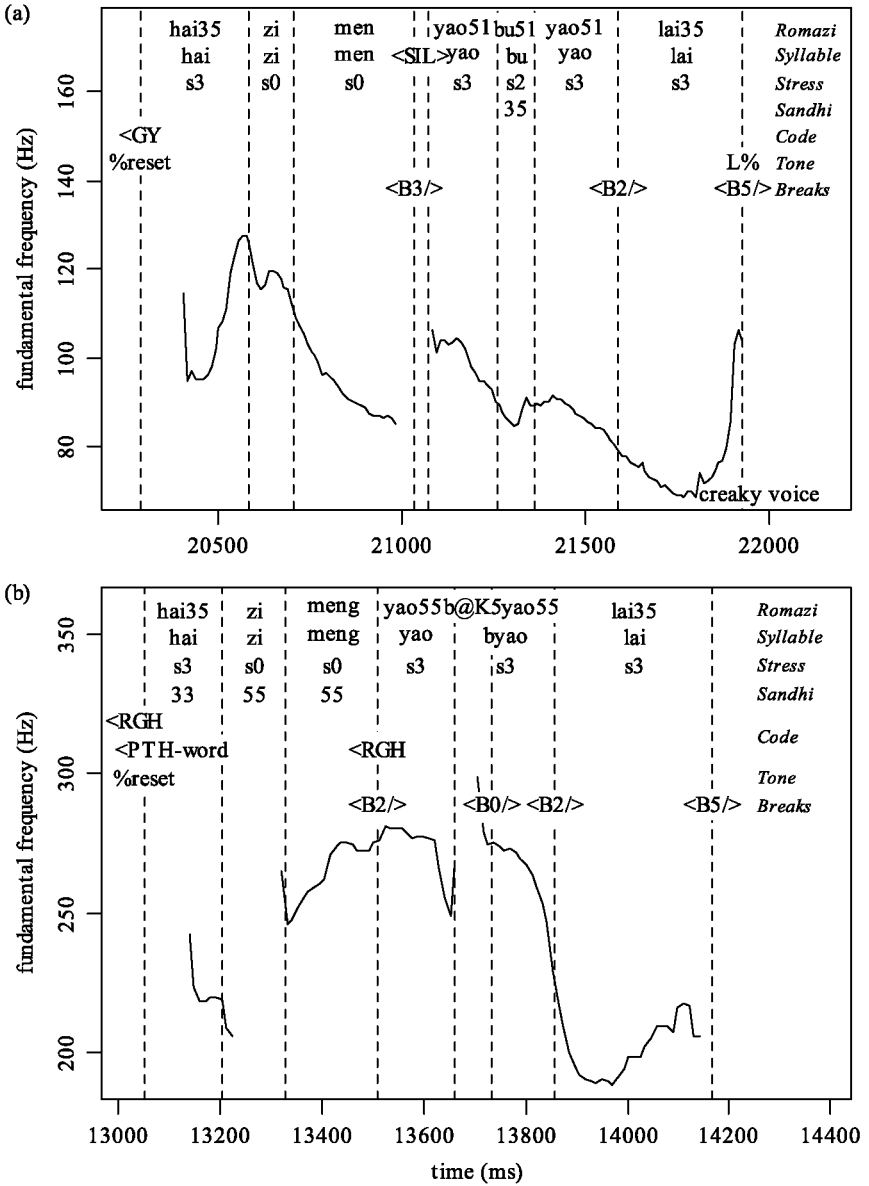 (a)
hai35 zi men yao51 bu51 yao51 lai35 Romazi
hai zi men <SIL> yao bu yao lai Syllable
s3 s0 s0 s3 s2 s3 s3 Stress
35 Sandhi
<GY Code
%reset L% Tone
<B3/> <B2/> <B5/> Breaks
160
140
120
100
80
fundamental frequency (Hz)
creaky voice
20500 21000 21500 22000
(b)
hai35 zi meng yao55 b@K5yao55 lai35 Romazi
hai zi meng yao byao lai Syllable
s3 s0 s0 s3 s3 s3 Stress
33 55 55 Sandhi
<RGH
Code
<PTH-word <RGH
%reset Tone
<B2/> <B0/> <B2/> <B5/> Breaks
350
300
250
200
fundamental frequency (Hz)
13000 13200 13400 13600 13800 14000 14200 14400
time (ms)